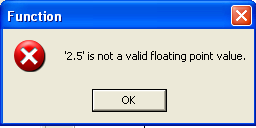 Function
'2.5' is not a valid floating point value.
OK